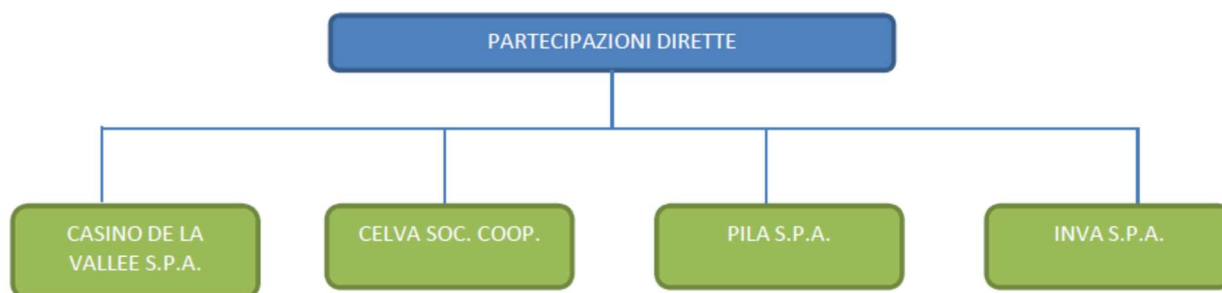 PARTECIPAZIONI DIRETTE
CASINO DE LA
VALLEE S.P.A.
CELVA SOC. COOP.
PILA S.P.A.
INVA S.P.A.